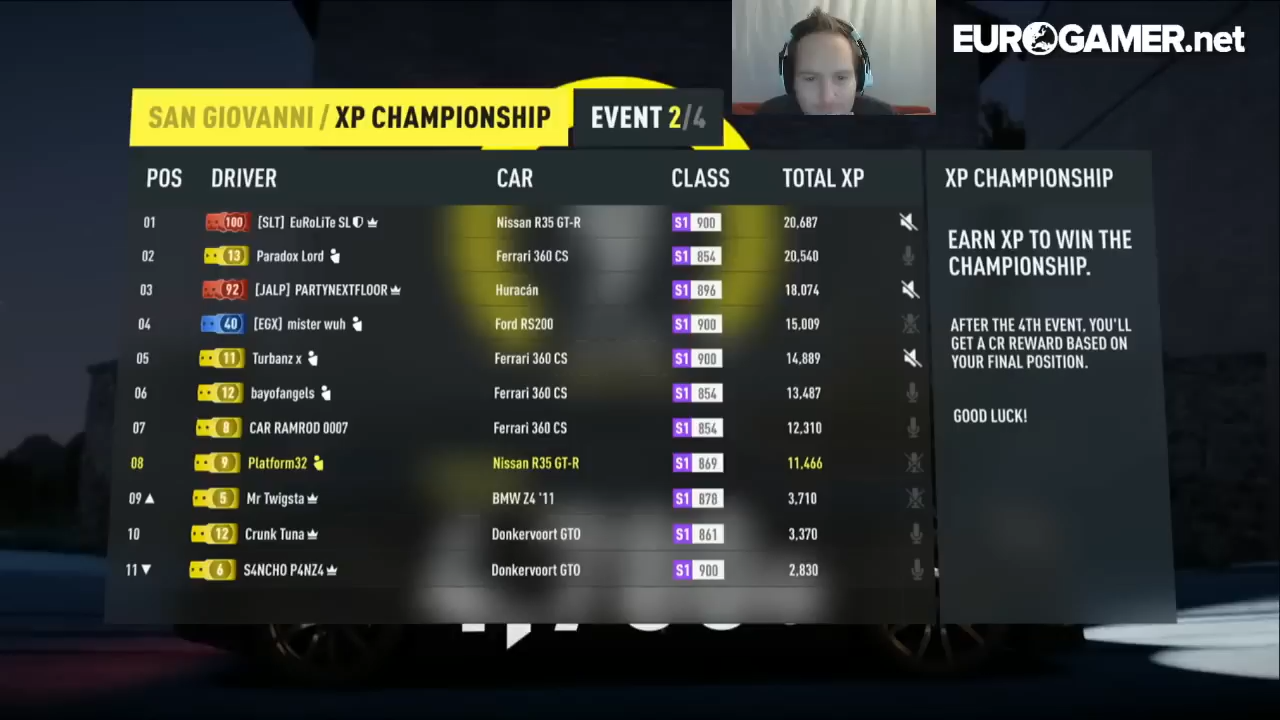 EUROGAMER.net
SAN GIOVANNI / XP CHAMPIONSHIP EVENT 2/4
POS DRIVER CAR CLASS TOTAL XP
01 100 [SLT] EuRoLiTe SL Nissan R35 GT-R S1 900 20,687
02 13 Paradox Lord Ferrari 360 CS S1 854 20,540
03 92 [JALP] PARTYNEXTFLOOR Huracán S1 896 18,074
04 40 [EGX] mister wuh Ford RS200 S1 900 15,009
05 11 Turbanz x Ferrari 360 CS S1 900 14,889
06 12 bayofangels Ferrari 360 CS S1 854 13,487
07 8 CAR RAMROD 0007 Ferrari 360 CS S1 854 12,310
08 9 Platform32 Nissan R35 GT-R S1 869 11,466
09 5 Mr Twigsta BMW Z4 '11 S1 878 3,710
10 12 Crunk Tuna Donkervoort GTO S1 861 3,370
11 6 S4NCHO P4NZ4 Donkervoort GTO S1 900 2,830
XP CHAMPIONSHIP
EARN XP TO WIN THE
CHAMPIONSHIP.
AFTER THE 4TH EVENT, YOU'LL
GET A CR REWARD BASED ON
YOUR FINAL POSITION.
GOOD LUCK!